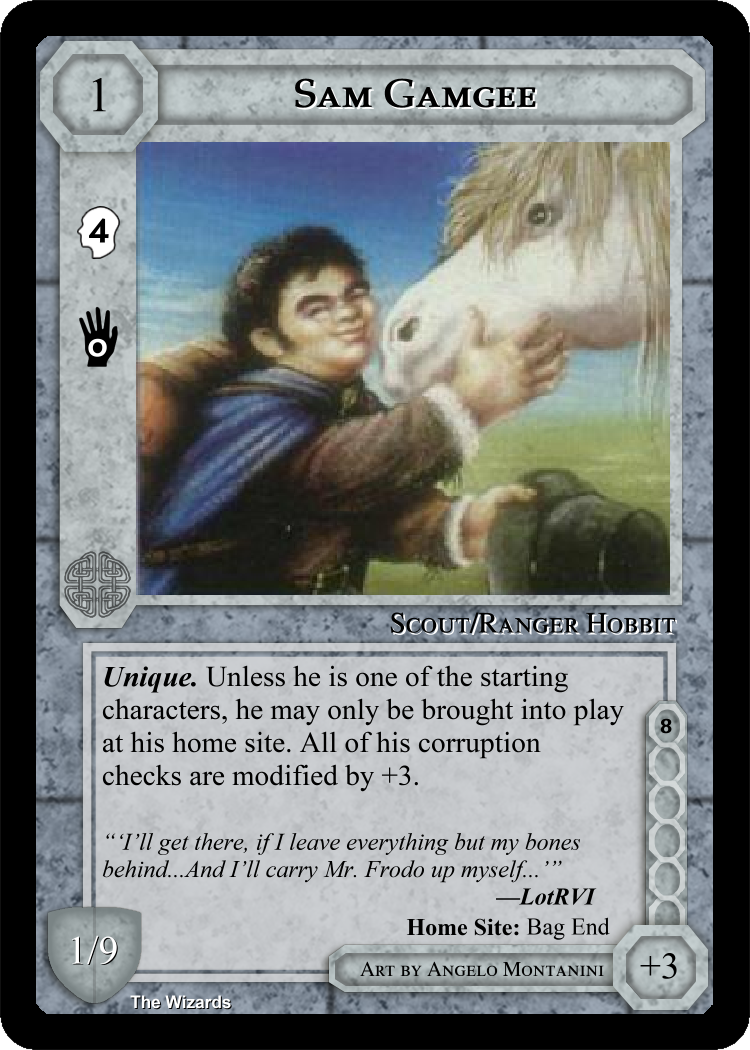 1
Sam Gamgee
4
0
Scout/Ranger Hobbit
Unique. Unless he is one of the starting
characters, he may only be brought into play
at his home site. All of his corruption
checks are modified by +3.
8
“‘I’ll get there, if I leave everything but my bones
behind...And I’ll carry Mr. Frodo up myself...’”
—LotRVI
Home Site: Bag End
1/9
Art by Angelo Montanini
+3
The Wizards